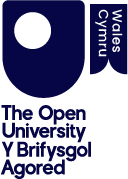 Wales
Cymru
The Open
University
Y Brifysgol
Agored